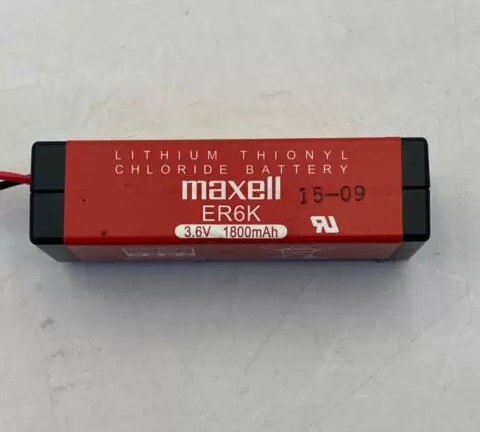 LITHIUM THIONYL
CHLORIDE BATTERY
maxell 15-09
ER6K
3.6V 1800mAh